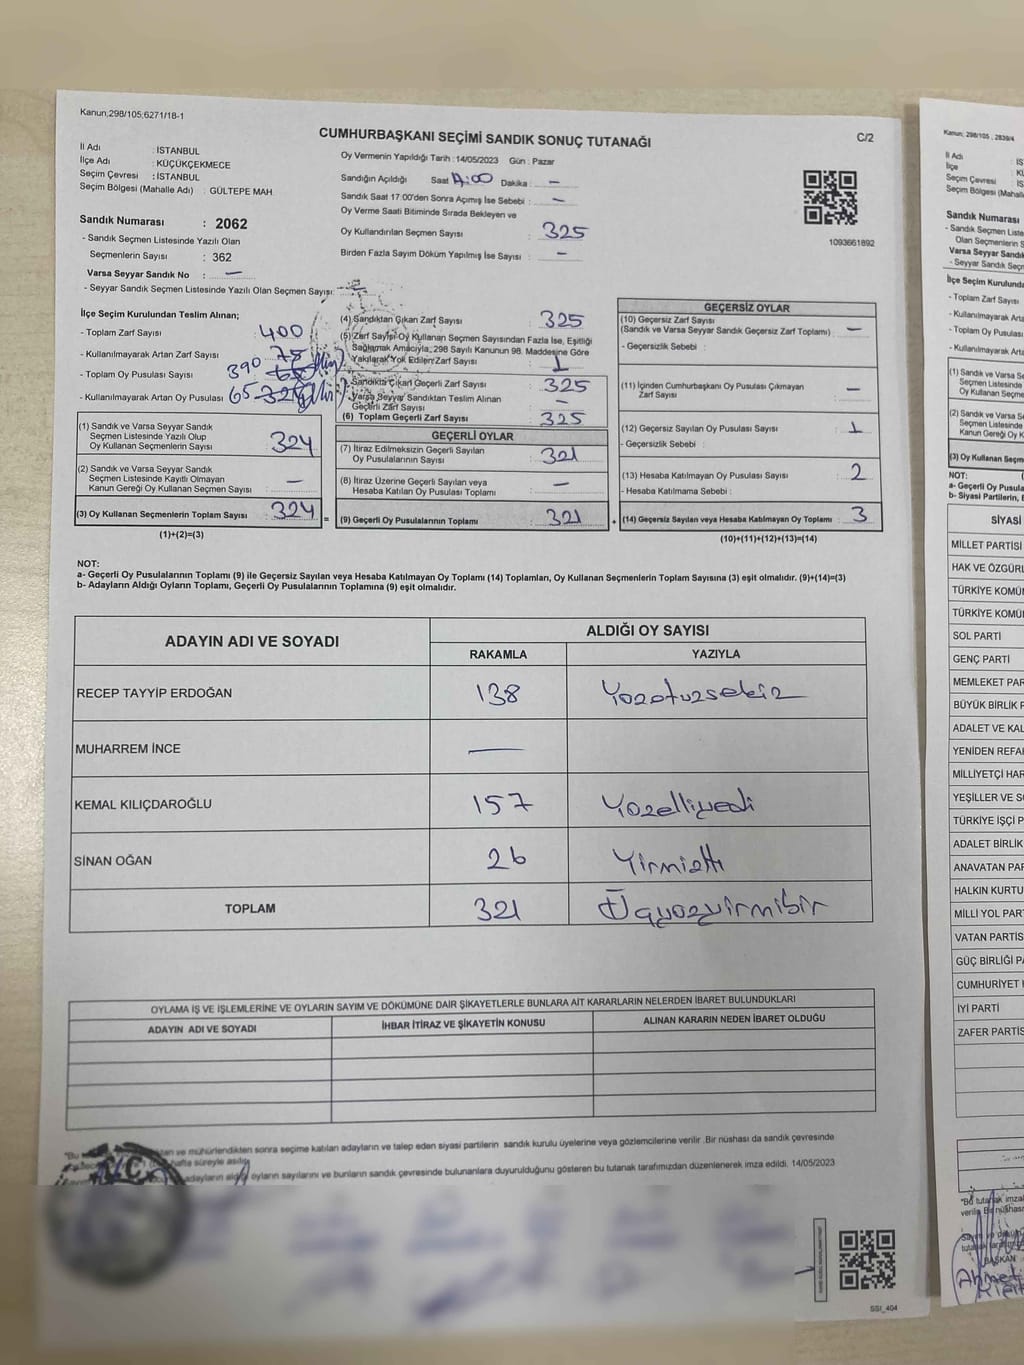 Kanun;298/105;6271/18-1
CUMHURBAŞKANI SEÇİMİ SANDIK SONUÇ TUTANAĞI
C/2
İl Adı : İSTANBUL
İlçe Adı : KÜÇÜKÇEKMECE
Seçim Çevresi : İSTANBUL
Seçim Bölgesi (Mahalle Adı) : GÜLTEPE MAH.
Sandık Numarası : 2062
- Sandık Seçmen Listesinde Yazılı Olan
Seçmenlerin Sayısı : 362
Varsa Seyyar Sandık No : —
- Seyyar Sandık Seçmen Listesinde Yazılı Olan Seçmen Sayısı:
Oy Vermenin Yapıldığı Tarih : 14/05/2023 Gün : Pazar
Sandığın Açıldığı Saat Dakika : —
Sandık Saat 17:00'den Sonra Açımış İse Sebebi : —
Oy Verme Saati Bitiminde Sırada Bekleyen ve
Oy Kullandırılan Seçmen Sayısı : 325
Birden Fazla Sayım Döküm Yapılmış İse Sayısı : —
1093661892
İlçe Seçim Kurulundan Teslim Alınan;
- Toplam Zarf Sayısı 400
- Kullanılmayarak Artan Zarf Sayısı 75
- Toplam Oy Pusulası Sayısı 390
- Kullanılmayarak Artan Oy Pusulası 65
(1) Sandık ve Varsa Seyyar Sandık
Seçmen Listesinde Yazılı Olup
Oy Kullanan Seçmenlerin Sayısı : 324
(2) Sandık ve Varsa Seyyar Sandık
Seçmen Listesinde Kayıtlı Olmayan
Kanun Gereği Oy Kullanan Seçmen Sayısı : —
(3) Oy Kullanan Seçmenlerin Toplam Sayısı : 324
(1)+(2)=(3)
(4) Sandıktan Çıkan Zarf Sayısı : 325
(5) Zarf Sayısı Oy Kullanan Seçmen Sayısından Fazla İse, Eşitliği
Sağlamak Amacıyla, 298 Sayılı Kanunun 98. Maddesine Göre
Yakılarak Yok Edilen Zarf Sayısı : 1
- Sandıkta Çıkan Geçerli Zarf Sayısı : 325
- Varsa Seyyar Sandıktan Teslim Alınan
Geçerli Zarf Sayısı : —
(6) Toplam Geçerli Zarf Sayısı : 325
GEÇERLİ OYLAR
(7) İtiraz Edilmeksizin Geçerli Sayılan
Oy Pusulalarının Sayısı : 321
(8) İtiraz Üzerine Geçerli Sayılan veya
Hesaba Katılan Oy Pusulası Toplamı : —
(9) Geçerli Oy Pusulalarının Toplamı : 321
GEÇERSİZ OYLAR
(10) Geçersiz Zarf Sayısı
(Sandık ve Varsa Seyyar Sandık Geçersiz Zarf Toplamı) : —
- Geçersizlik Sebebi :
(11) İçinden Cumhurbaşkanı Oy Pusulası Çıkmayan
Zarf Sayısı : —
(12) Geçersiz Sayılan Oy Pusulası Sayısı : 1
- Geçersizlik Sebebi :
(13) Hesaba Katılmayan Oy Pusulası Sayısı : 2
- Hesaba Katılmama Sebebi :
(14) Geçersiz Sayılan veya Hesaba Katılmayan Oy Toplamı : 3
(10)+(11)+(12)+(13)=(14)
NOT:
a- Geçerli Oy Pusulalarının Toplamı (9) ile Geçersiz Sayılan veya Hesaba Katılmayan Oy Toplamı (14) Toplamları, Oy Kullanan Seçmenlerin Toplam Sayısına (3) eşit olmalıdır. (9)+(14)=(3)
b- Adayların Aldığı Oyların Toplamı, Geçerli Oy Pusulalarının Toplamına (9) eşit olmalıdır.
ADAYIN ADI VE SOYADI ALDIĞI OY SAYISI
RAKAMLA YAZIYLA
RECEP TAYYİP ERDOĞAN 138 Yüzotuzsekiz
MUHARREM İNCE —
KEMAL KILIÇDAROĞLU 157 Yüzelliyedi
SİNAN OĞAN 26 Yirmialtı
TOPLAM 321 Üçyüzyirmibir
OYLAMA İŞ VE İŞLEMLERİNE VE OYLARIN SAYIM VE DÖKÜMÜNE DAİR ŞİKAYETLERLE BUNLARA AİT KARARLARIN NELERDEN İBARET BULUNDUKLARI
ADAYIN ADI VE SOYADI İHBAR İTİRAZ VE ŞİKAYETİN KONUSU ALINAN KARARIN NEDEN İBARET OLDUĞU
"Bu ve mühürlendikten sonra seçime katılan adayların ve talep eden siyasi partilerin sandık kurulu üyelerine veya gözlemcilerine verilir .Bir nüshası da sandık çevresinde
hafta süreyle asılır.
adayların aldığı oyların sayılarını ve bunların sandık çevresinde bulunanlara duyurulduğunu gösteren bu tutanak tarafımızdan düzenlenerek imza edildi. 14/05/2023
SSI_404
Kanun; 298/105 , 2839/4
İl Adı : İS
İlçe
Seçim Çevresi : İS
Seçim Bölgesi (Mahalle
Sandık Numarası
- Sandık Seçmen Liste
Olan Seçmenlerin S
Varsa Seyyar Sandı
- Seyyar Sandık Seçm
İlçe Seçim Kurulunda
- Toplam Zarf Sayısı
- Kullanılmayarak Arta
- Toplam Oy Pusulası
- Kullanılmayarak Arta
(1) Sandık ve Varsa S
Seçmen Listesinde
Oy Kullanan Seçme
(2) Sandık ve Varsa S
Seçmen Listesinde
Kanun Gereği Oy K
(3) Oy Kullanan Seçm
NOT:
a- Geçerli Oy Pusula
b- Siyasi Partilerin, B
SİYASİ
MİLLET PARTİSİ
HAK VE ÖZGÜRL
TÜRKİYE KOMÜN
TÜRKİYE KOMÜ
SOL PARTİ
GENÇ PARTİ
MEMLEKET PAR
BÜYÜK BİRLİK P
ADALET VE KAL
YENİDEN REFA
MİLLİYETÇİ HAR
YEŞİLLER VE SO
TÜRKİYE İŞÇİ P
ADALET BİRLİK
ANAVATAN PAR
HALKIN KURTU
MİLLİ YOL PART
VATAN PARTİS
GÜÇ BİRLİĞİ PA
CUMHURİYET H
İYİ PARTİ
ZAFER PARTİS
"Bu tutanak imza
BAŞKAN
Ahmet